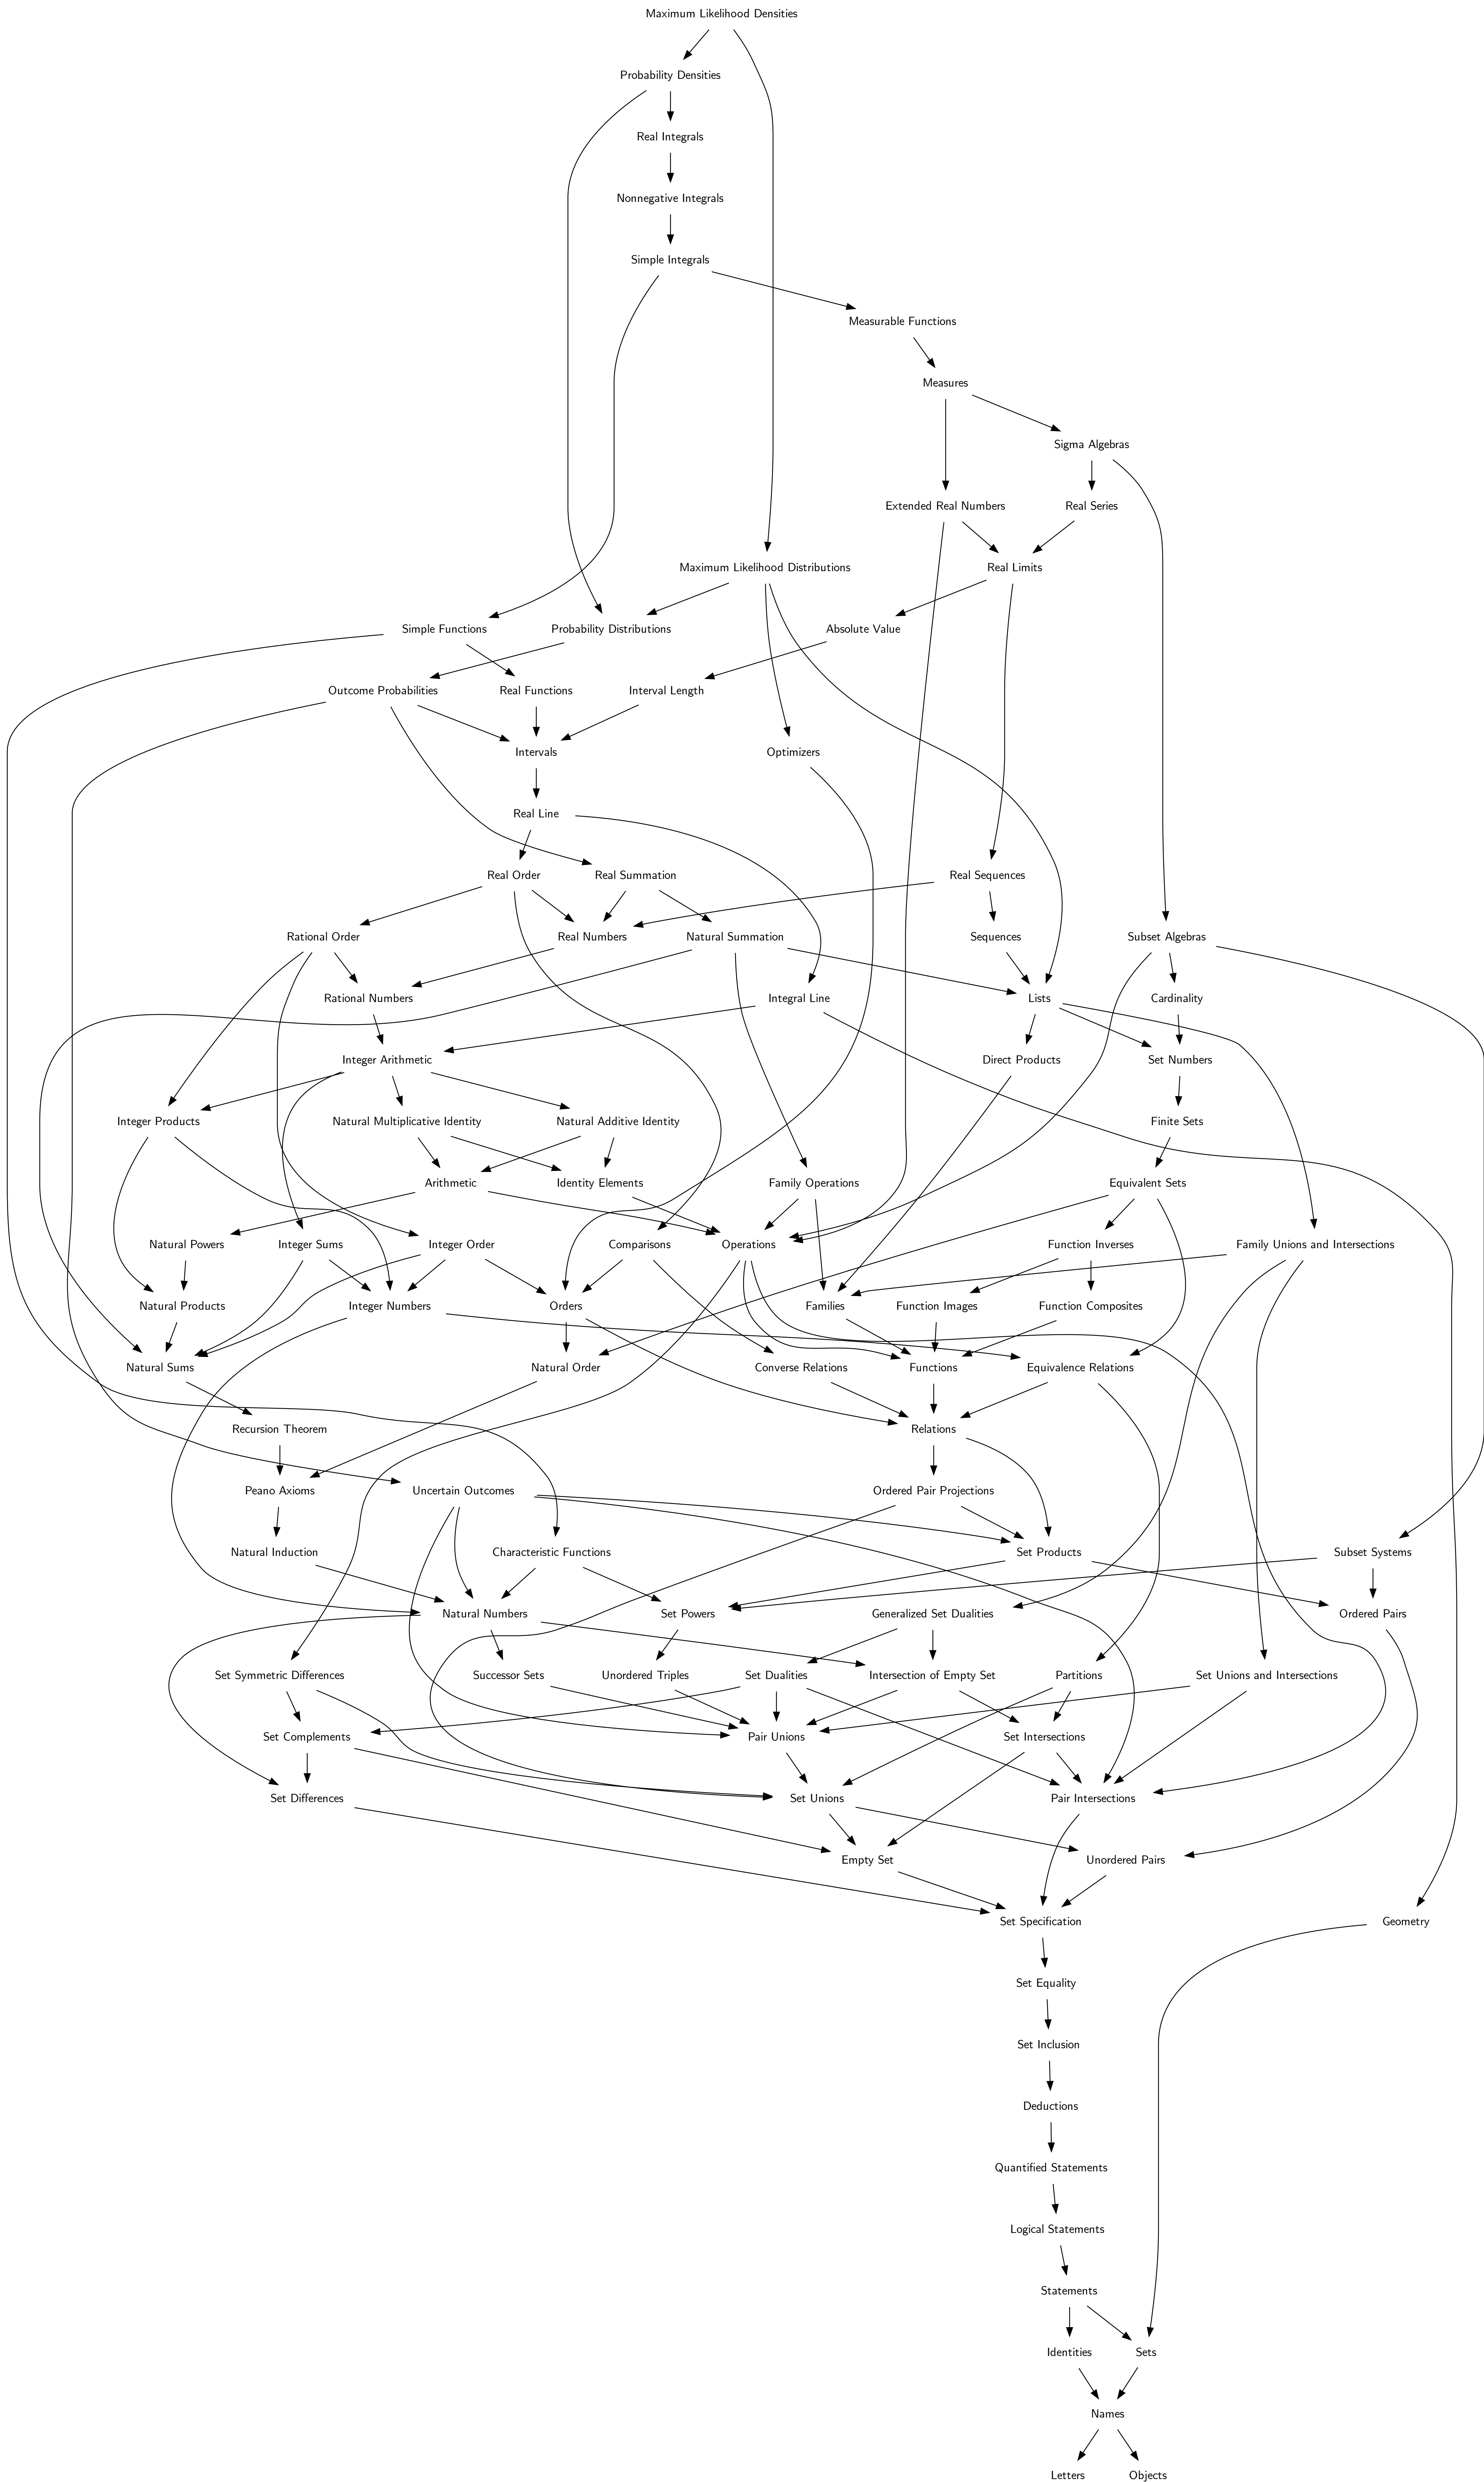 Maximum Likelihood Densities
Probability Densities
Real Integrals
Nonnegative Integrals
Simple Integrals
Measurable Functions
Measures
Sigma Algebras
Extended Real Numbers
Real Series
Maximum Likelihood Distributions
Real Limits
Simple Functions
Probability Distributions
Absolute Value
Outcome Probabilities
Real Functions
Interval Length
Intervals
Optimizers
Real Line
Real Order
Real Summation
Real Sequences
Rational Order
Real Numbers
Natural Summation
Sequences
Subset Algebras
Rational Numbers
Integral Line
Lists
Cardinality
Integer Arithmetic
Direct Products
Set Numbers
Integer Products
Natural Multiplicative Identity
Natural Additive Identity
Finite Sets
Arithmetic
Identity Elements
Family Operations
Equivalent Sets
Natural Powers
Integer Sums
Integer Order
Comparisons
Operations
Function Inverses
Family Unions and Intersections
Natural Products
Integer Numbers
Orders
Families
Function Images
Function Composites
Natural Sums
Natural Order
Converse Relations
Functions
Equivalence Relations
Recursion Theorem
Relations
Peano Axioms
Uncertain Outcomes
Ordered Pair Projections
Natural Induction
Characteristic Functions
Set Products
Subset Systems
Natural Numbers
Set Powers
Generalized Set Dualities
Ordered Pairs
Set Symmetric Differences
Successor Sets
Unordered Triples
Set Dualities
Intersection of Empty Set
Partitions
Set Unions and Intersections
Set Complements
Pair Unions
Set Intersections
Set Differences
Set Unions
Pair Intersections
Empty Set
Unordered Pairs
Set Specification
Geometry
Set Equality
Set Inclusion
Deductions
Quantified Statements
Logical Statements
Statements
Identities
Sets
Names
Letters
Objects